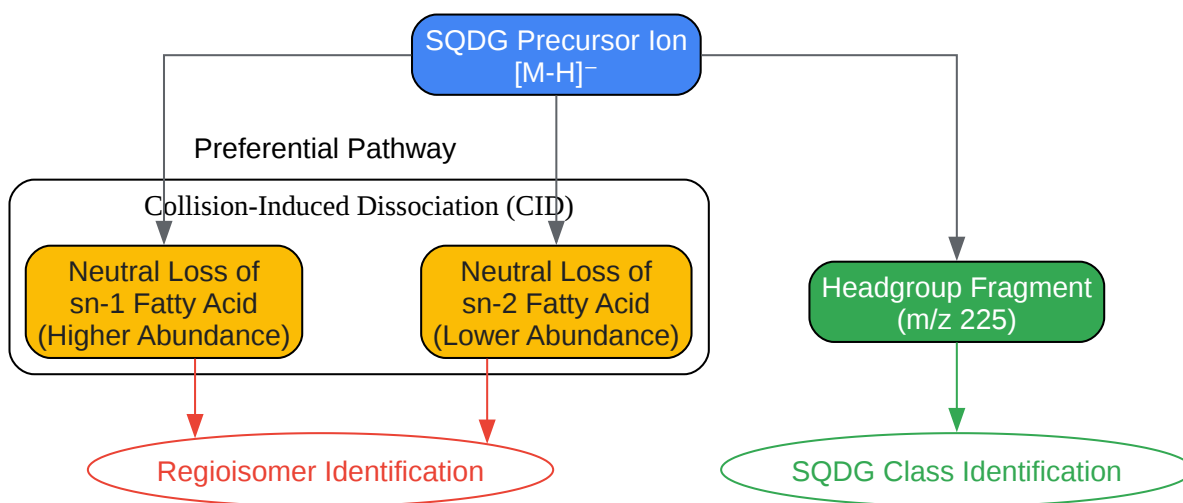 SQDG Precursor Ion
[M-H]⁻
Preferential Pathway
Collision-Induced Dissociation (CID)
Neutral Loss of
sn-1 Fatty Acid
(Higher Abundance)
Neutral Loss of
sn-2 Fatty Acid
(Lower Abundance)
Headgroup Fragment
(m/z 225)
Regioisomer Identification
SQDG Class Identification